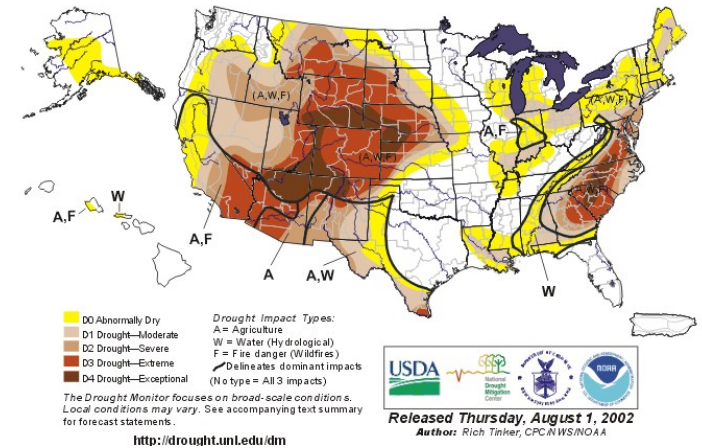 (A,W,F)
(A,W,F)
A,F
(A,W,F)
W
A,F
A,F
A
A,W
W
D0 Abnormally Dry
D1 Drought—Moderate
D2 Drought—Severe
D3 Drought—Extreme
D4 Drought—Exceptional
Drought Impact Types:
A = Agriculture
W = Water (Hydrological)
F = Fire danger (Wildfires)
Delineates dominant impacts
(No type = All 3 impacts)
The Drought Monitor focuses on broad-scale conditions.
Local conditions may vary. See accompanying text summary
for forecast statements.
http://drought.unl.edu/dm
USDA
National
Drought
Mitigation
Center
NOAA
Released Thursday, August 1, 2002
Author: Rich Tinker, CPC/NWS/NOAA